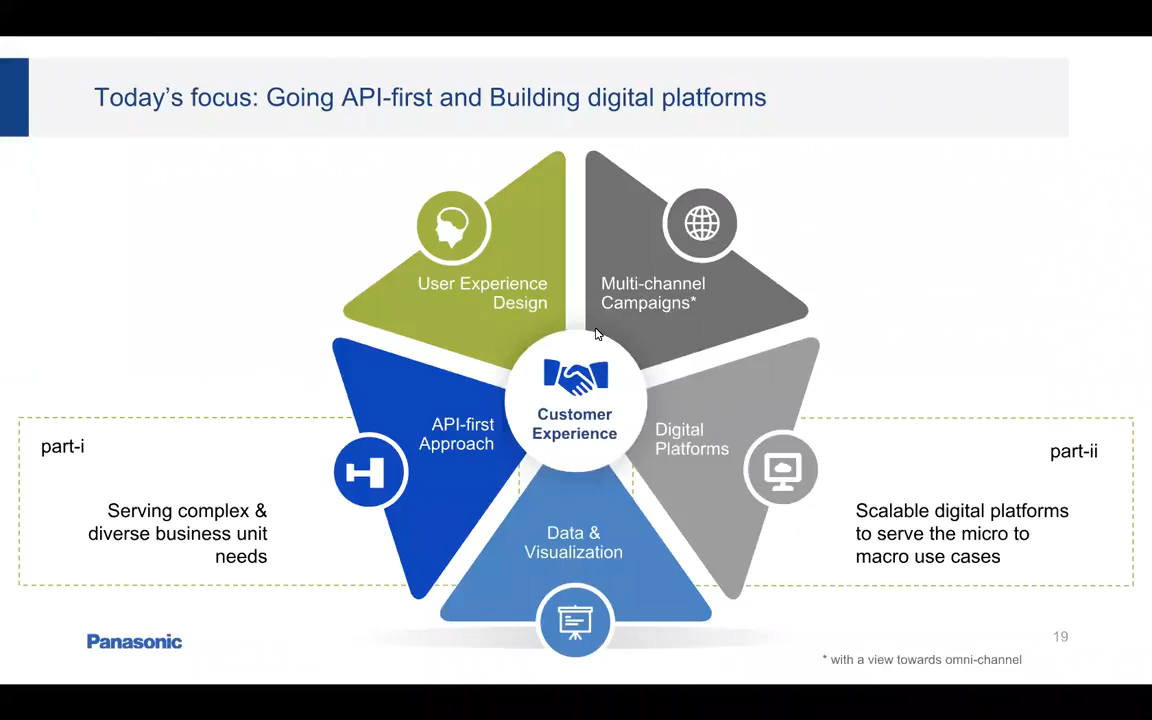 Today's focus: Going API-first and Building digital platforms
User Experience
Design
Multi-channel
Campaigns*
Customer
Experience
API-first
Approach
Digital
Platforms
Data &
Visualization
part-i
Serving complex &
diverse business unit
needs
part-ii
Scalable digital platforms
to serve the micro to
macro use cases
Panasonic
19
* with a view towards omni-channel